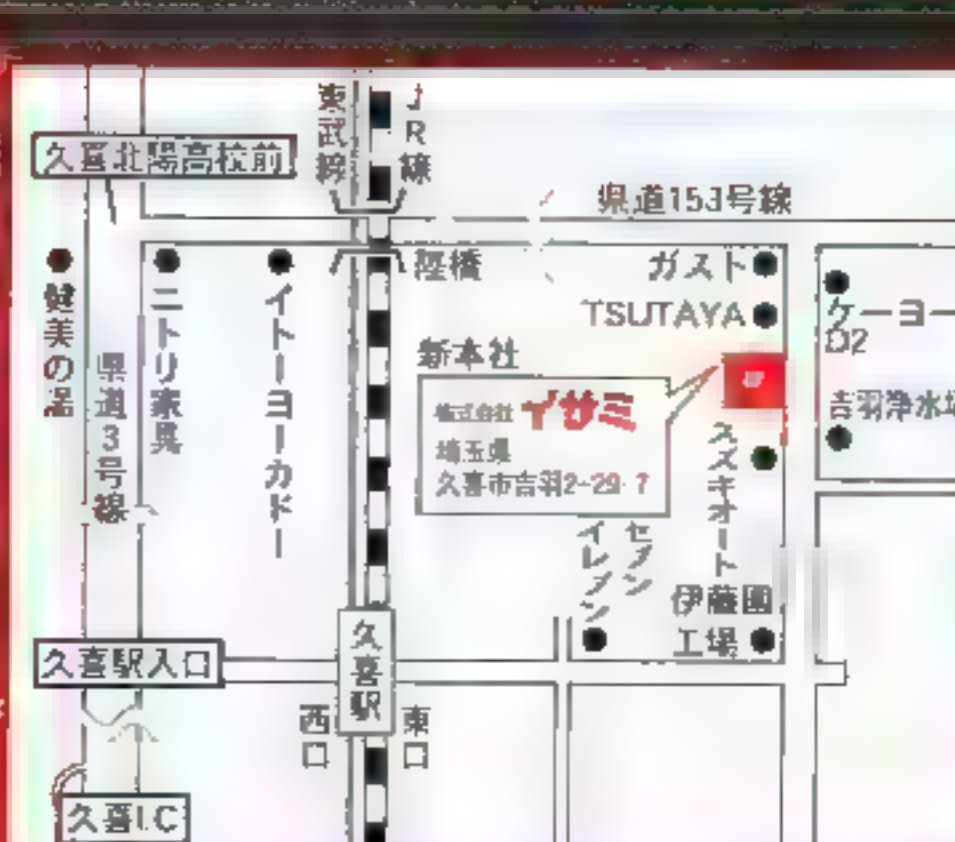 東武線
JR線
久喜北陽高校前
県道153号線
健美の湯
ニトリ家具
イトーヨーカドー
陸橋
ガスト
TSUTAYA
ケーヨー
D2
新本社
株式会社 イサミ
埼玉県
久喜市吉羽2-29-7
吉羽浄水場
県道3号線
スズキオート
セブン
イレブン
伊藤園
工場
久喜駅入口
久喜駅
西口
東口
久喜I.C